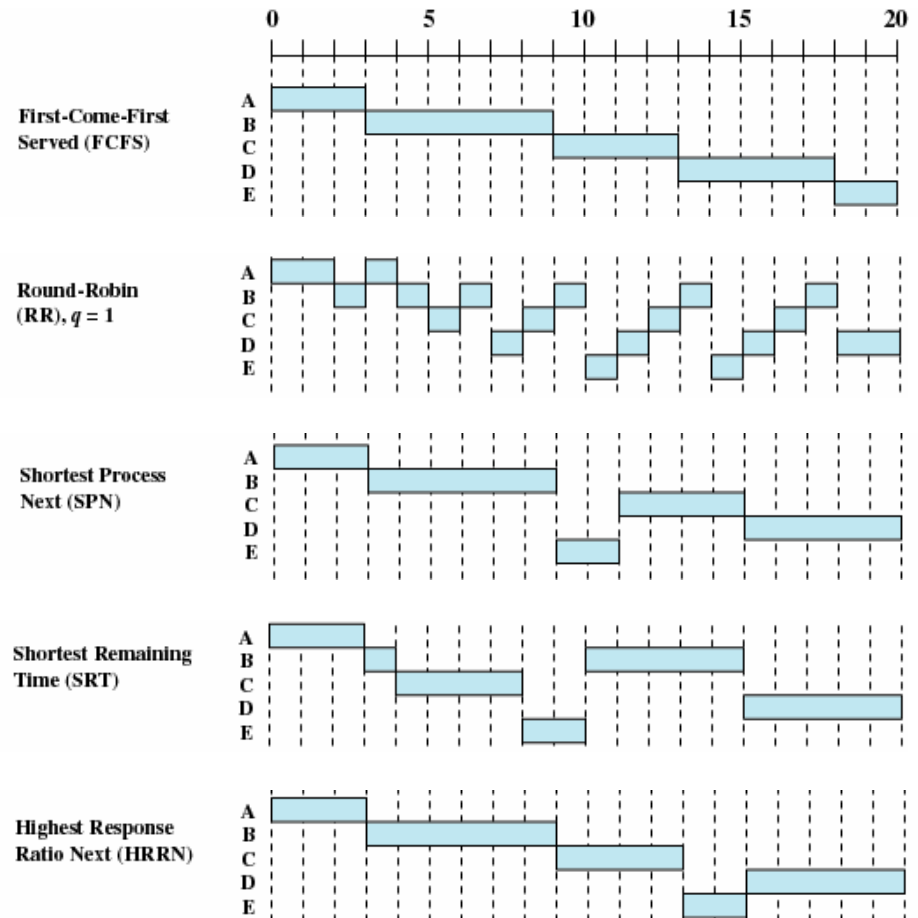 0 5 10 15 20
First-Come-First
Served (FCFS)
A
B
C
D
E
Round-Robin
(RR), q = 1
A
B
C
D
E
Shortest Process
Next (SPN)
A
B
C
D
E
Shortest Remaining
Time (SRT)
A
B
C
D
E
Highest Response
Ratio Next (HRRN)
A
B
C
D
E